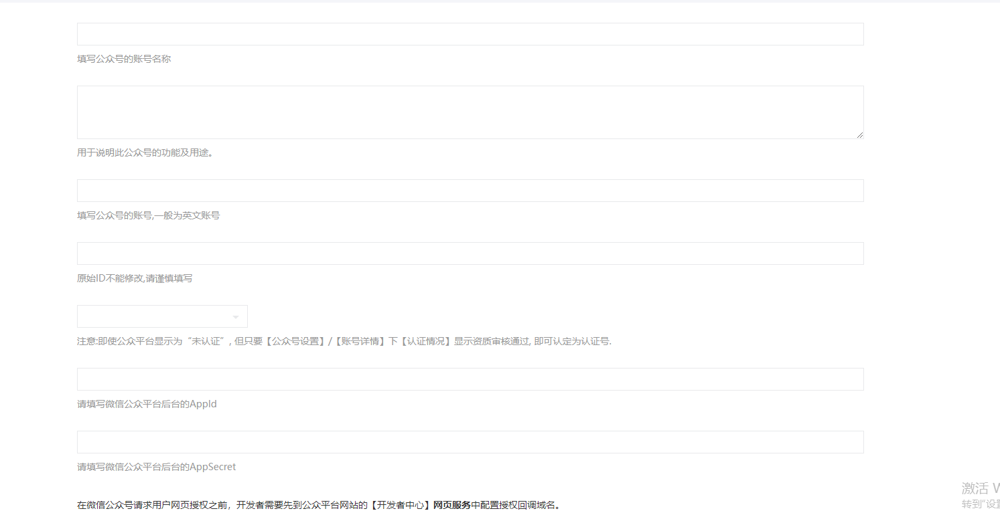 填写公众号的账号名称
用于说明此公众号的功能及用途。
填写公众号的账号,一般为英文账号
原始ID不能修改,请谨慎填写
注意:即使公众平台显示为“未认证”, 但只要【公众号设置】/【账号详情】下【认证情况】显示资质审核通过, 即可认定为认证号.
请填写微信公众平台后台的AppId
请填写微信公众平台后台的AppSecret
激活 W
转到"设置
在微信公众号请求用户网页授权之前，开发者需要先到公众平台网站的【开发者中心】网页服务中配置授权回调域名。